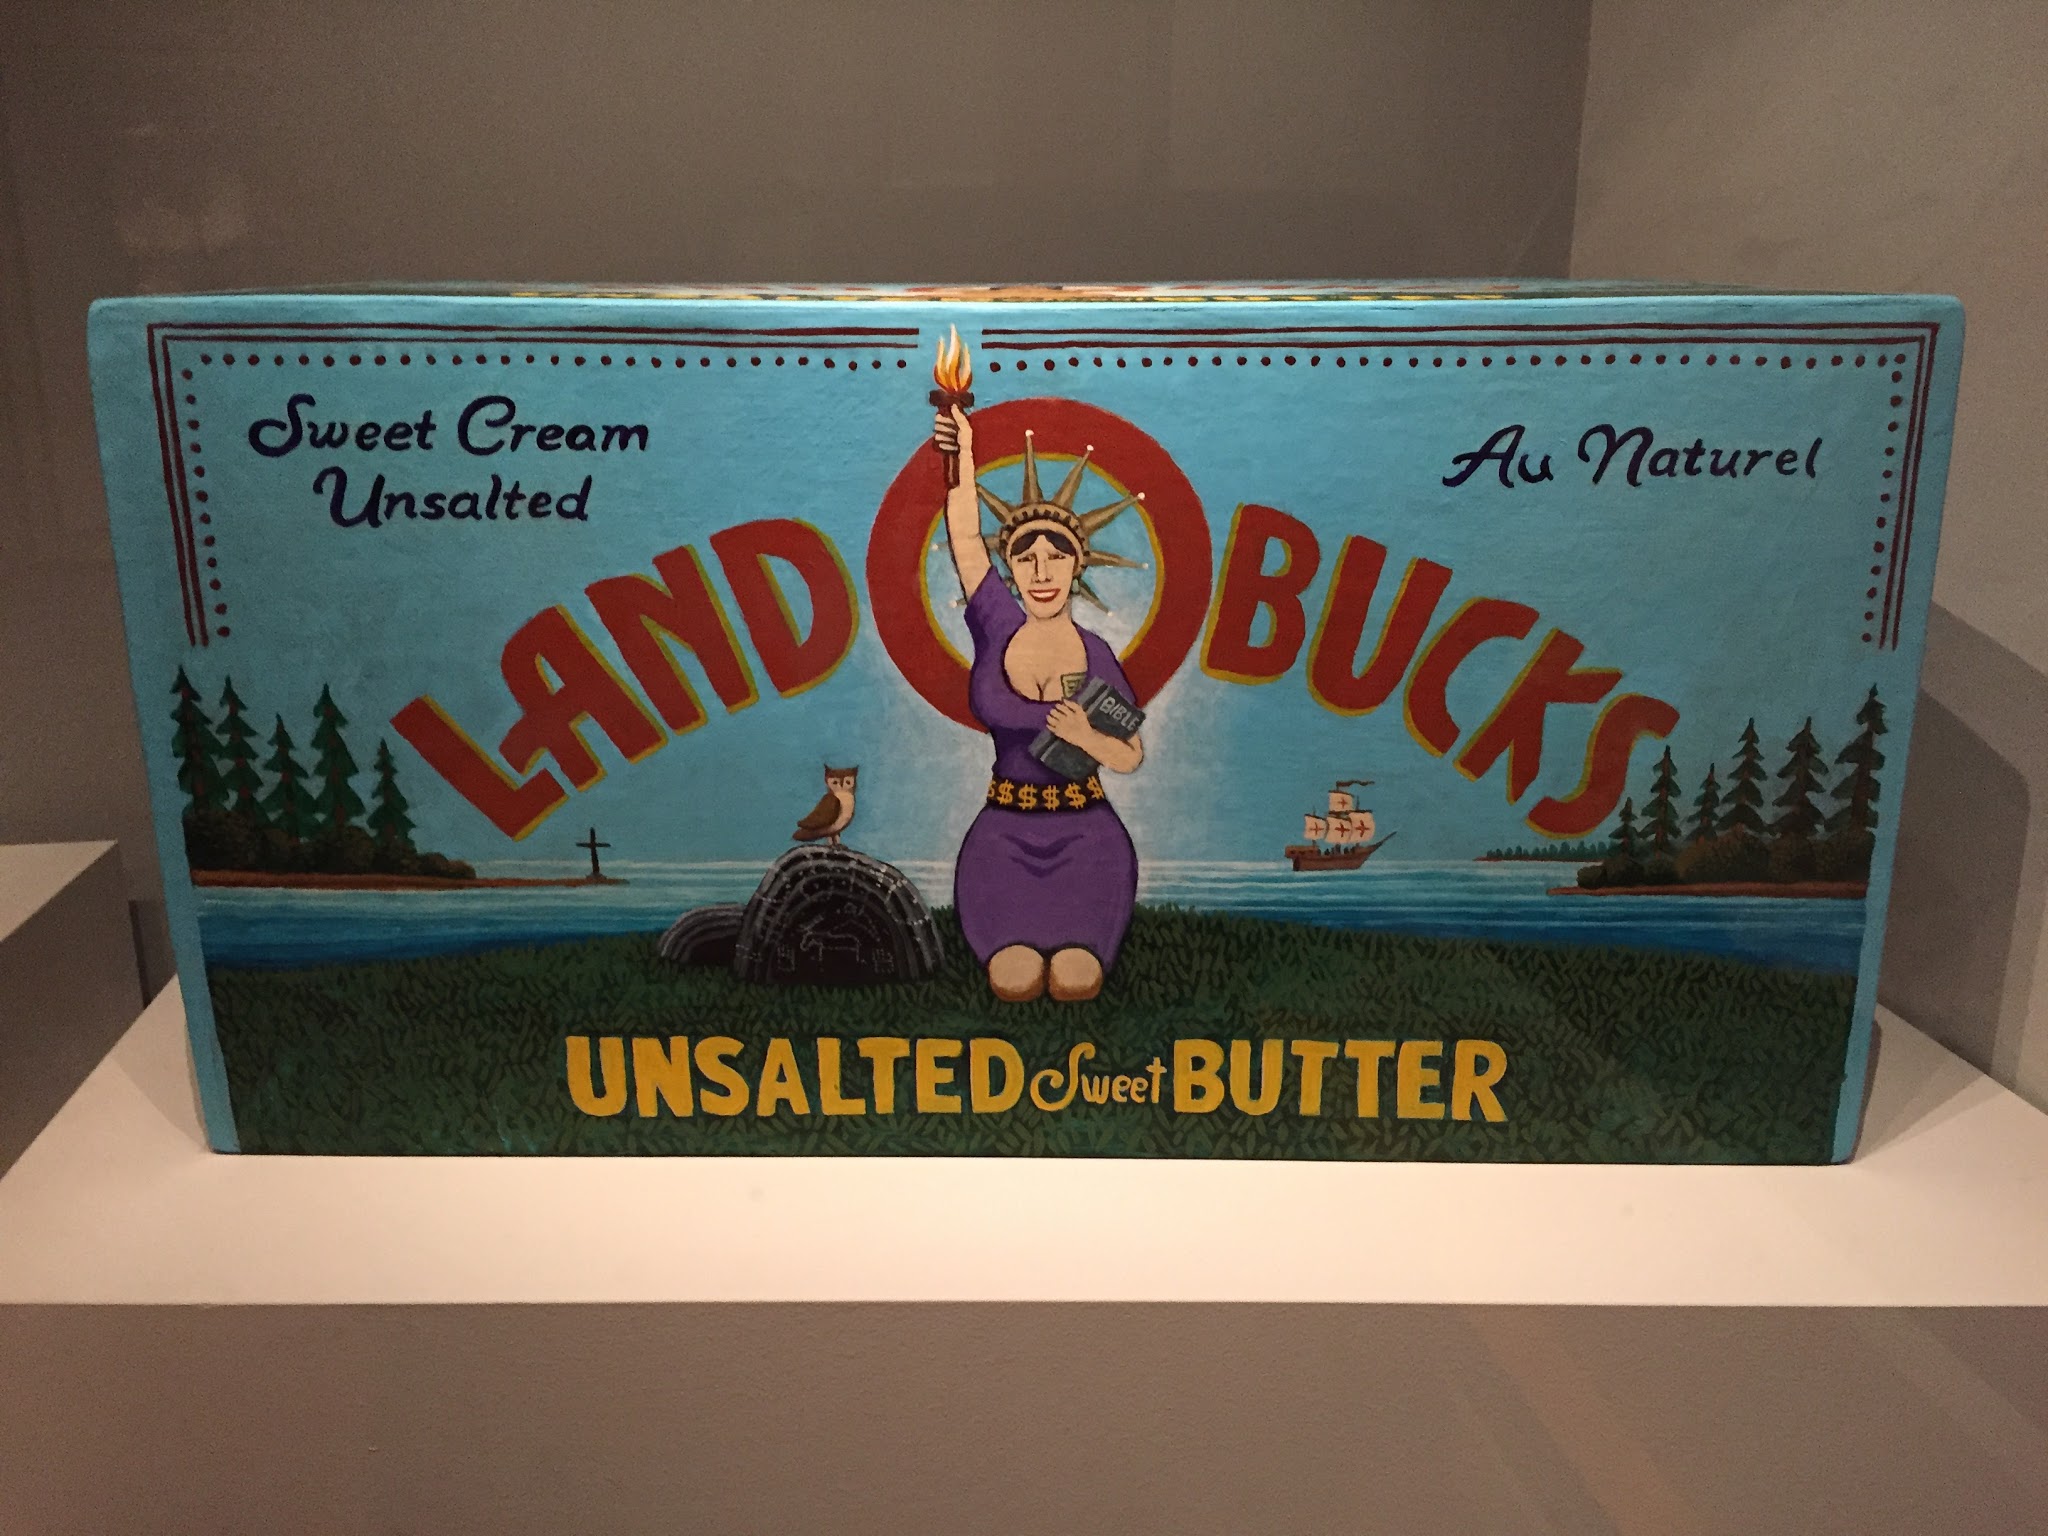 Sweet Cream
Unsalted
Au Naturel
LAND O BUCKS
BIBLE
$$$$$$
UNSALTED Sweet BUTTER